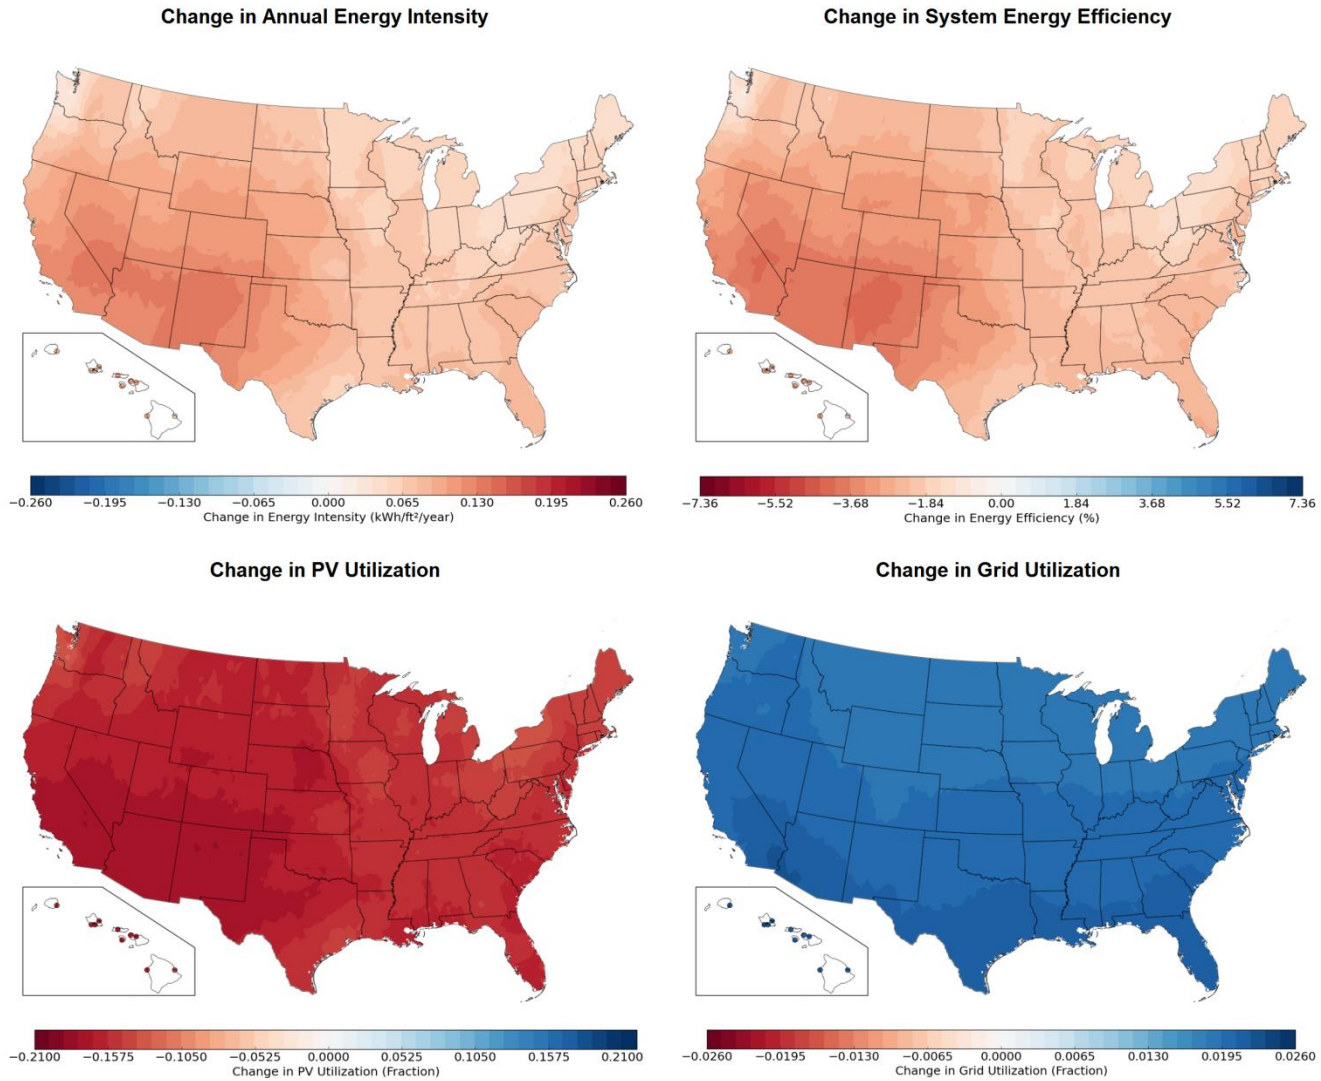 Change in Annual Energy Intensity
−0.260 −0.195 −0.130 −0.065 0.000 0.065 0.130 0.195 0.260
Change in Energy Intensity (kWh/ft²/year)
Change in System Energy Efficiency
−7.36 −5.52 −3.68 −1.84 0.00 1.84 3.68 5.52 7.36
Change in Energy Efficiency (%)
Change in PV Utilization
−0.2100 −0.1575 −0.1050 −0.0525 0.0000 0.0525 0.1050 0.1575 0.2100
Change in PV Utilization (Fraction)
Change in Grid Utilization
−0.0260 −0.0195 −0.0130 −0.0065 0.0000 0.0065 0.0130 0.0195 0.0260
Change in Grid Utilization (Fraction)